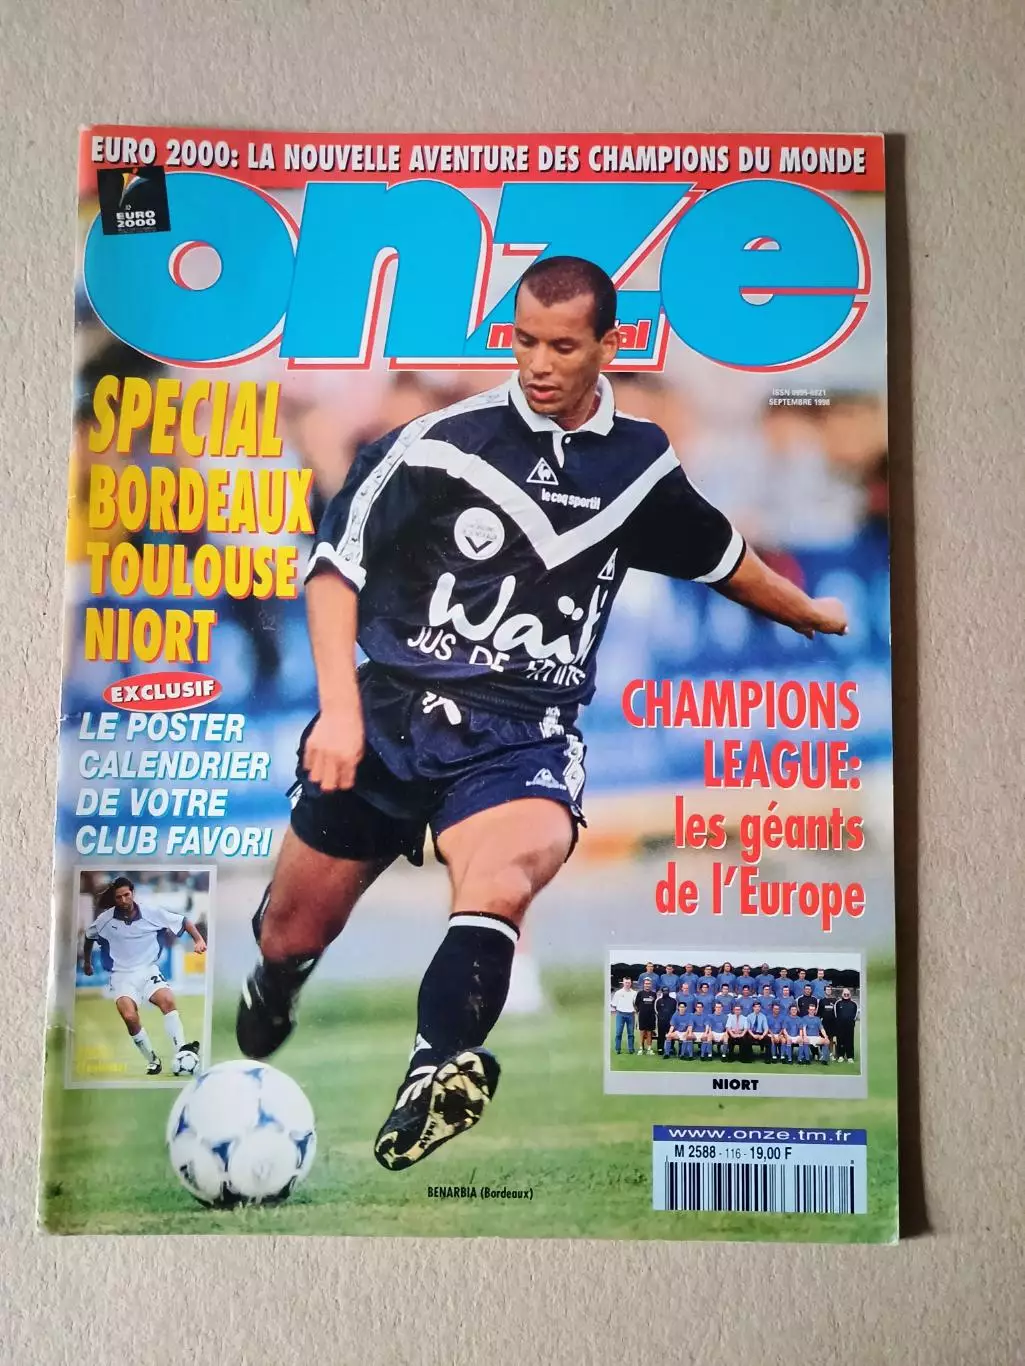 EURO 2000: LA NOUVELLE AVENTURE DES CHAMPIONS DU MONDE
EURO
2000
onze
SEPTEMBRE 1998
SPECIAL
BORDEAUX
TOULOUSE
NIORT
EXCLUSIF
LE POSTER
CALENDRIER
DE VOTRE
CLUB FAVORI
le coq sportif
Wait
JUS DE FRUITS
CHAMPIONS
LEAGUE:
les géants
de l'Europe
NIORT
BENARBIA (Bordeaux)
www.onze.tm.fr
M 2588 - 116 - 19,00 F